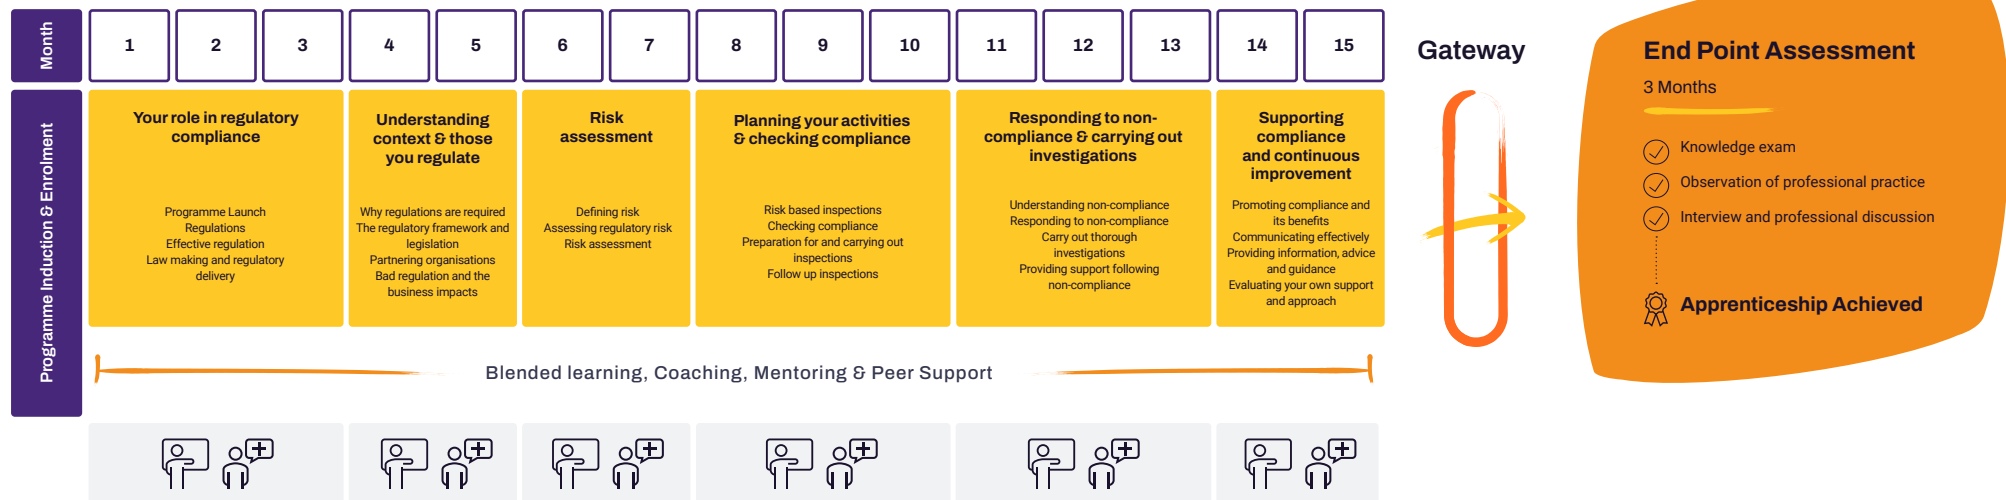 Month
1
2
3
4
5
6
7
8
9
10
11
12
13
14
15
Programme Induction & Enrolment
Your role in regulatory
compliance
Programme Launch
Regulations
Effective regulation
Law making and regulatory
delivery
Understanding
context & those
you regulate
Why regulations are required
The regulatory framework and
legislation
Partnering organisations
Bad regulation and the
business impacts
Risk
assessment
Defining risk
Assessing regulatory risk
Risk assessment
Planning your activities
& checking compliance
Risk based inspections
Checking compliance
Preparation for and carrying out
inspections
Follow up inspections
Responding to non-
compliance & carrying out
investigations
Understanding non-compliance
Responding to non-compliance
Carry out thorough
investigations
Providing support following
non-compliance
Supporting
compliance
and continuous
improvement
Promoting compliance and
its benefits
Communicating effectively
Providing information, advice
and guidance
Evaluating your own support
and approach
Blended learning, Coaching, Mentoring & Peer Support
Gateway
End Point Assessment
3 Months
Knowledge exam
Observation of professional practice
Interview and professional discussion
Apprenticeship Achieved